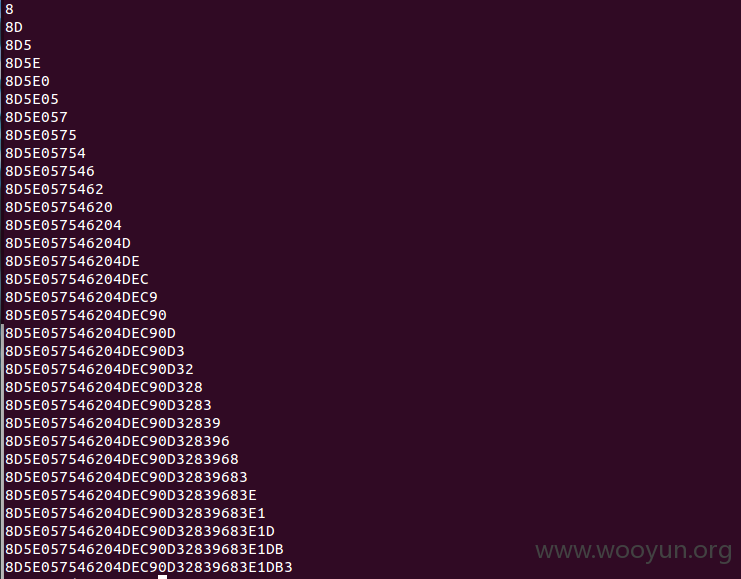 8
8D
8D5
8D5E
8D5E0
8D5E05
8D5E057
8D5E0575
8D5E05754
8D5E057546
8D5E0575462
8D5E05754620
8D5E057546204
8D5E057546204D
8D5E057546204DE
8D5E057546204DEC
8D5E057546204DEC9
8D5E057546204DEC90
8D5E057546204DEC90D
8D5E057546204DEC90D3
8D5E057546204DEC90D32
8D5E057546204DEC90D328
8D5E057546204DEC90D3283
8D5E057546204DEC90D32839
8D5E057546204DEC90D328396
8D5E057546204DEC90D3283968
8D5E057546204DEC90D32839683
8D5E057546204DEC90D32839683E
8D5E057546204DEC90D32839683E1
8D5E057546204DEC90D32839683E1D
8D5E057546204DEC90D32839683E1DB
8D5E057546204DEC90D32839683E1DB3
www.wooyun.org